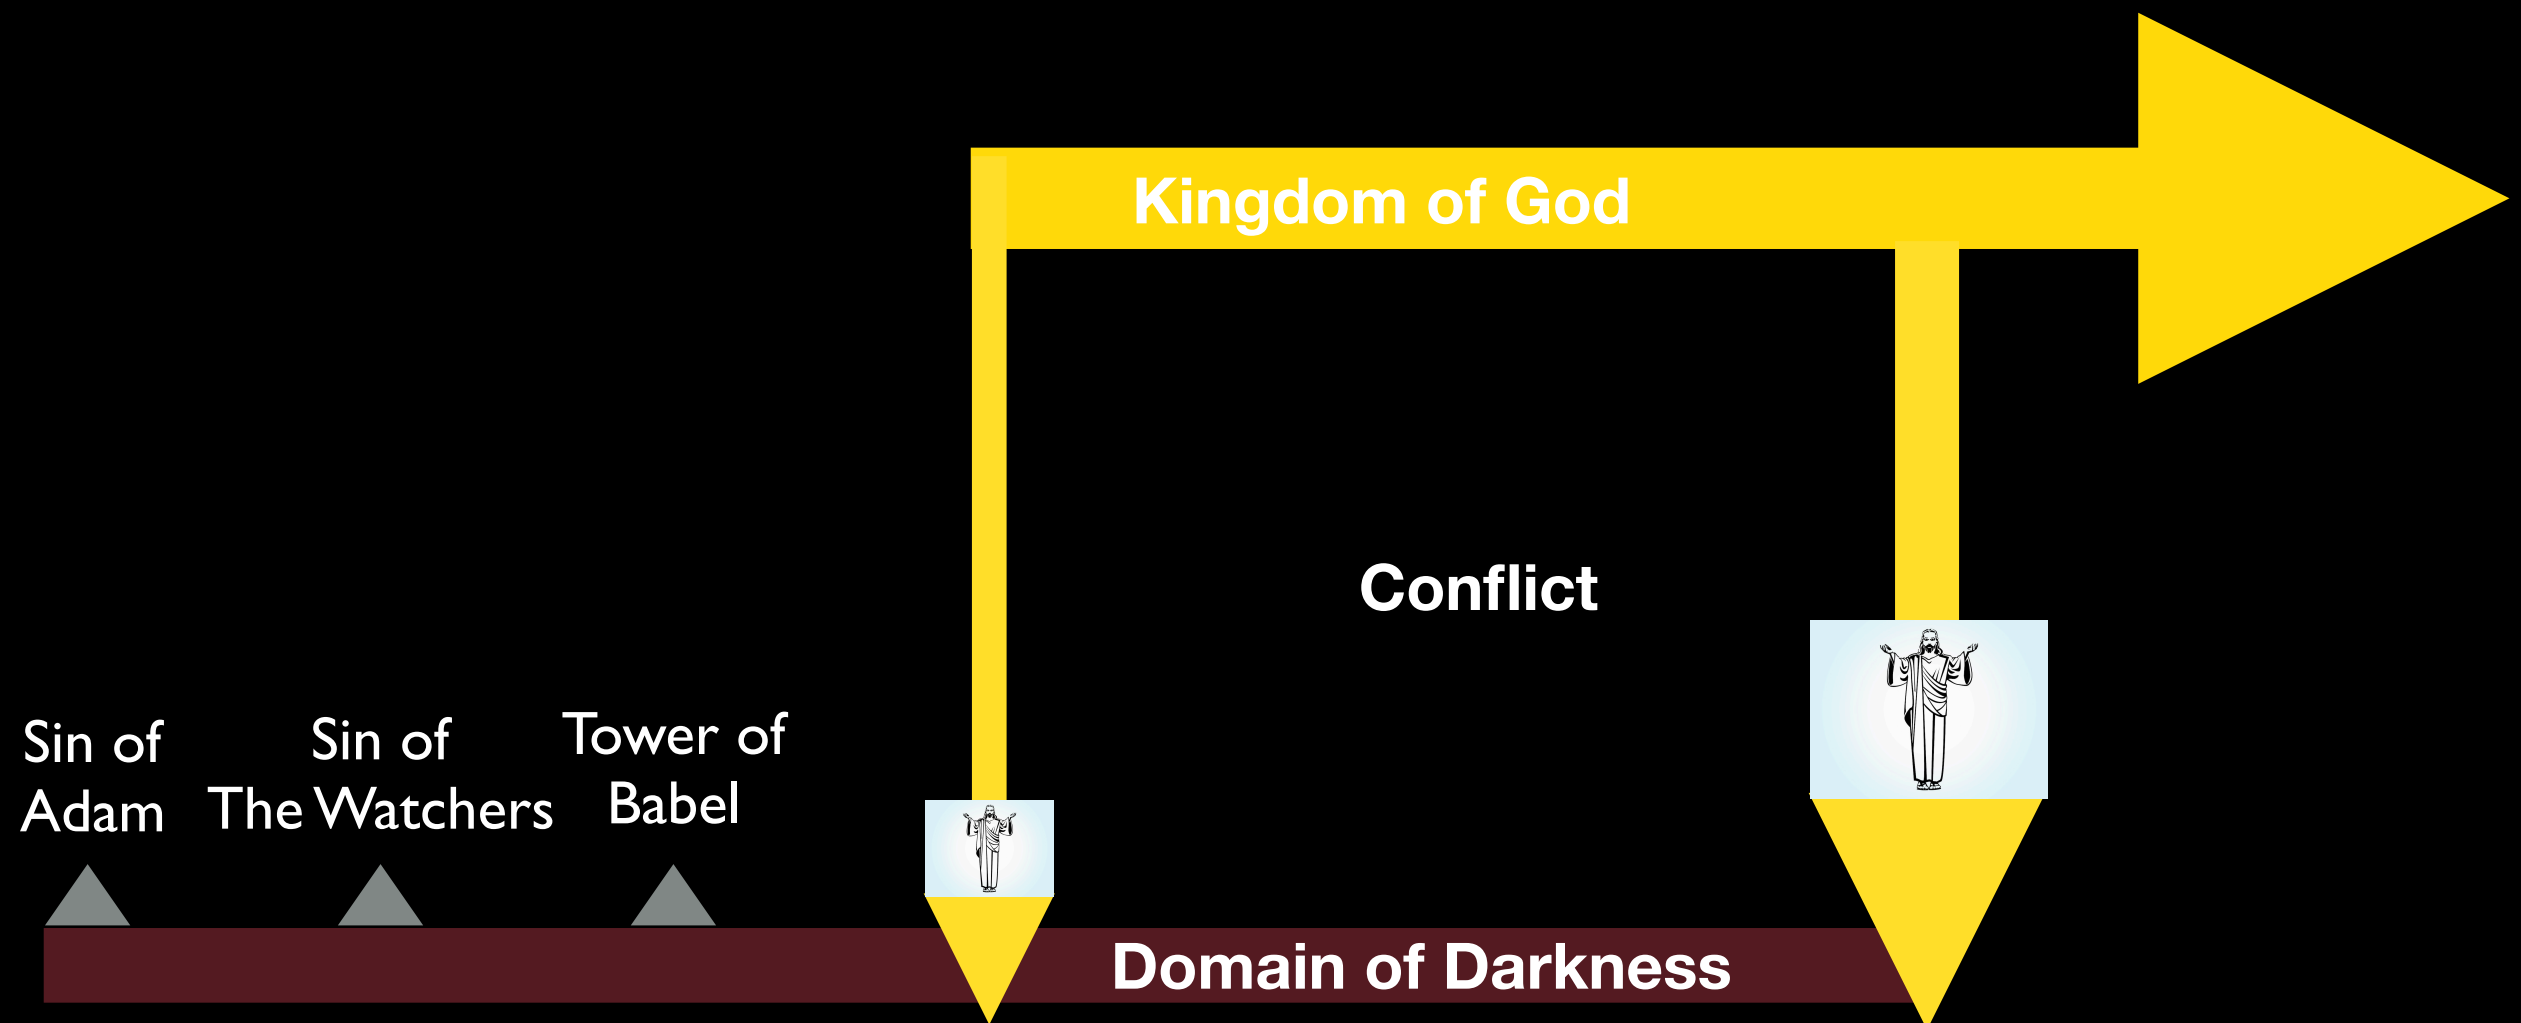 Kingdom of God
Conflict
Sin of
Adam
Sin of
The Watchers
Tower of
Babel
Domain of Darkness